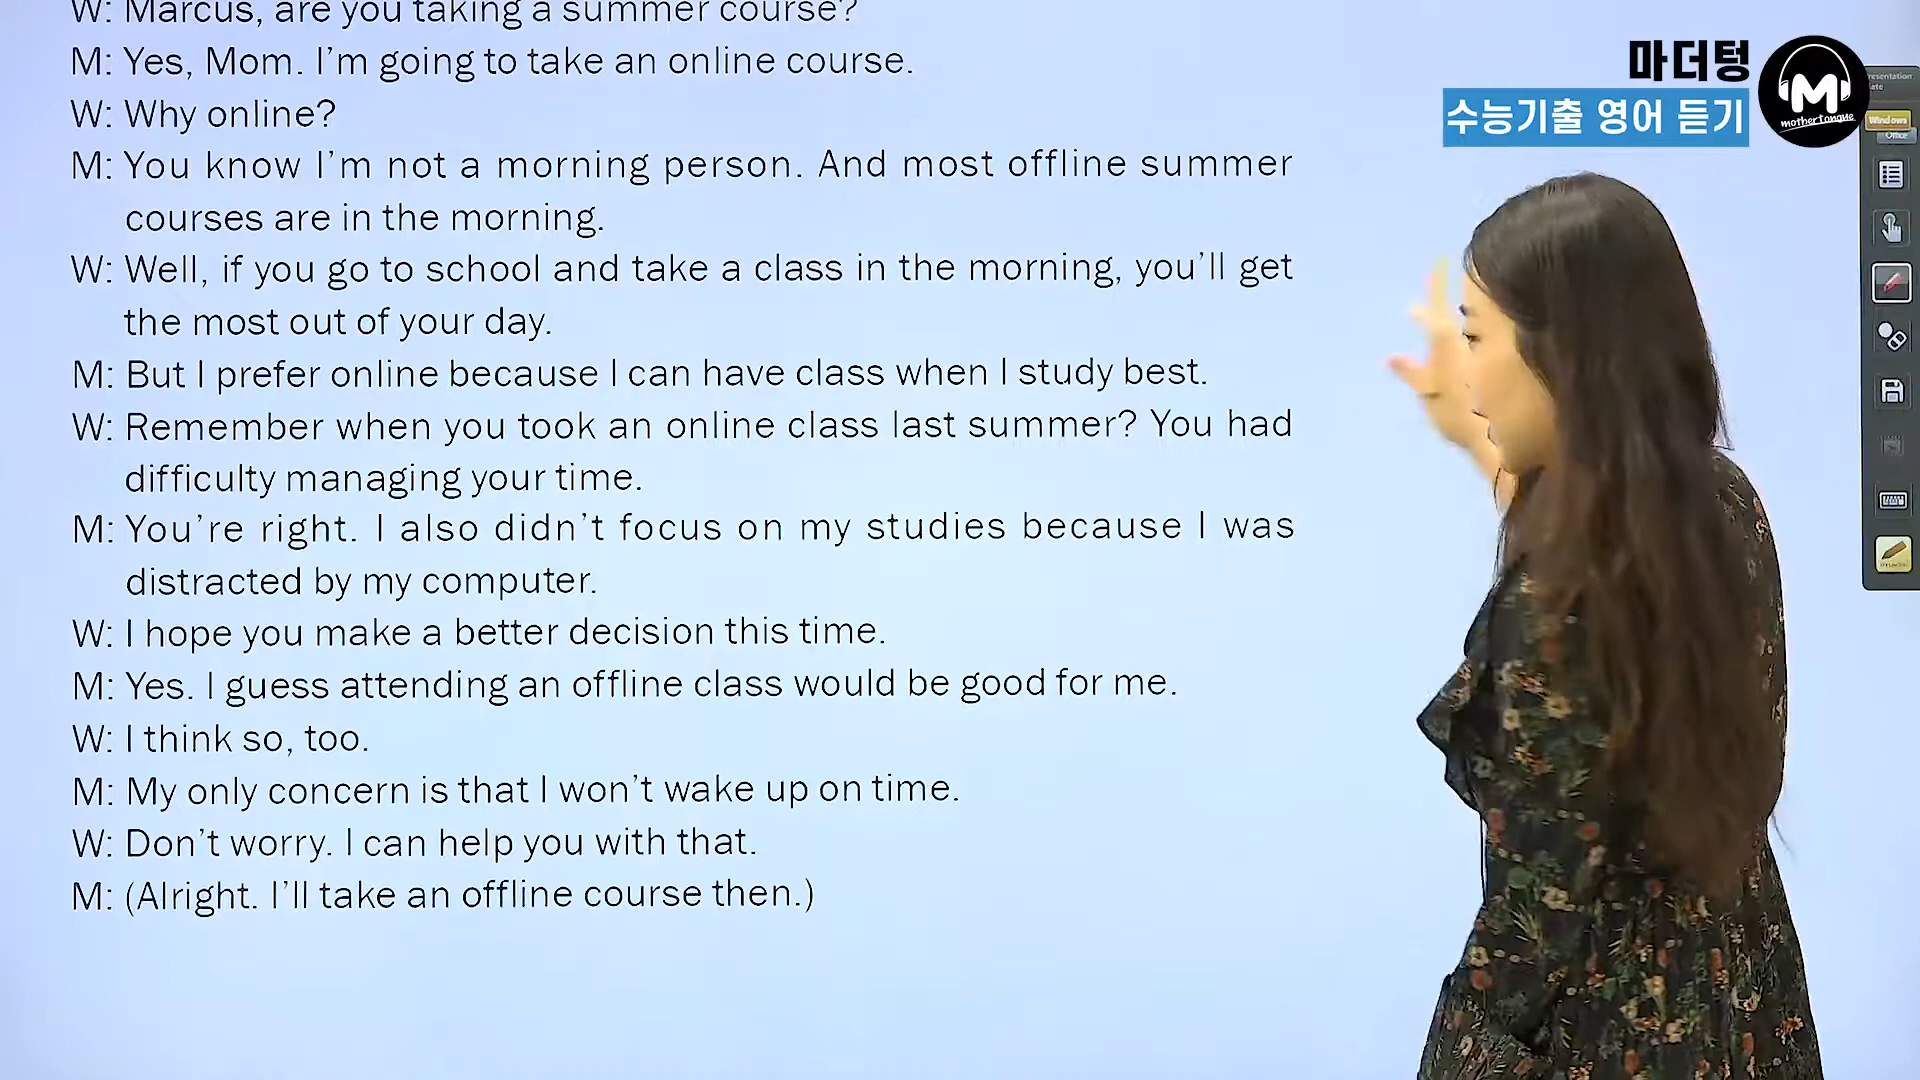 W: Marcus, are you taking a summer course?
M: Yes, Mom. I'm going to take an online course.
W: Why online?
M: You know I'm not a morning person. And most offline summer
courses are in the morning.
W: Well, if you go to school and take a class in the morning, you'll get
the most out of your day.
M: But I prefer online because I can have class when I study best.
W: Remember when you took an online class last summer? You had
difficulty managing your time.
M: You're right. I also didn't focus on my studies because I was
distracted by my computer.
W: I hope you make a better decision this time.
M: Yes. I guess attending an offline class would be good for me.
W: I think so, too.
M: My only concern is that I won't wake up on time.
W: Don't worry. I can help you with that.
M: (Alright. I'll take an offline course then.)
마더텅
수능기출 영어 듣기
M
mothertongue
Windows
Office